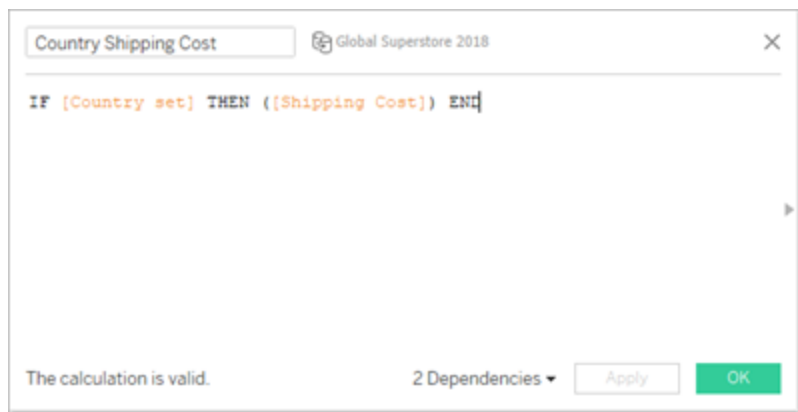 Country Shipping Cost
Global Superstore 2018
IF [Country set] THEN ([Shipping Cost]) END
The calculation is valid.
2 Dependencies
Apply
OK